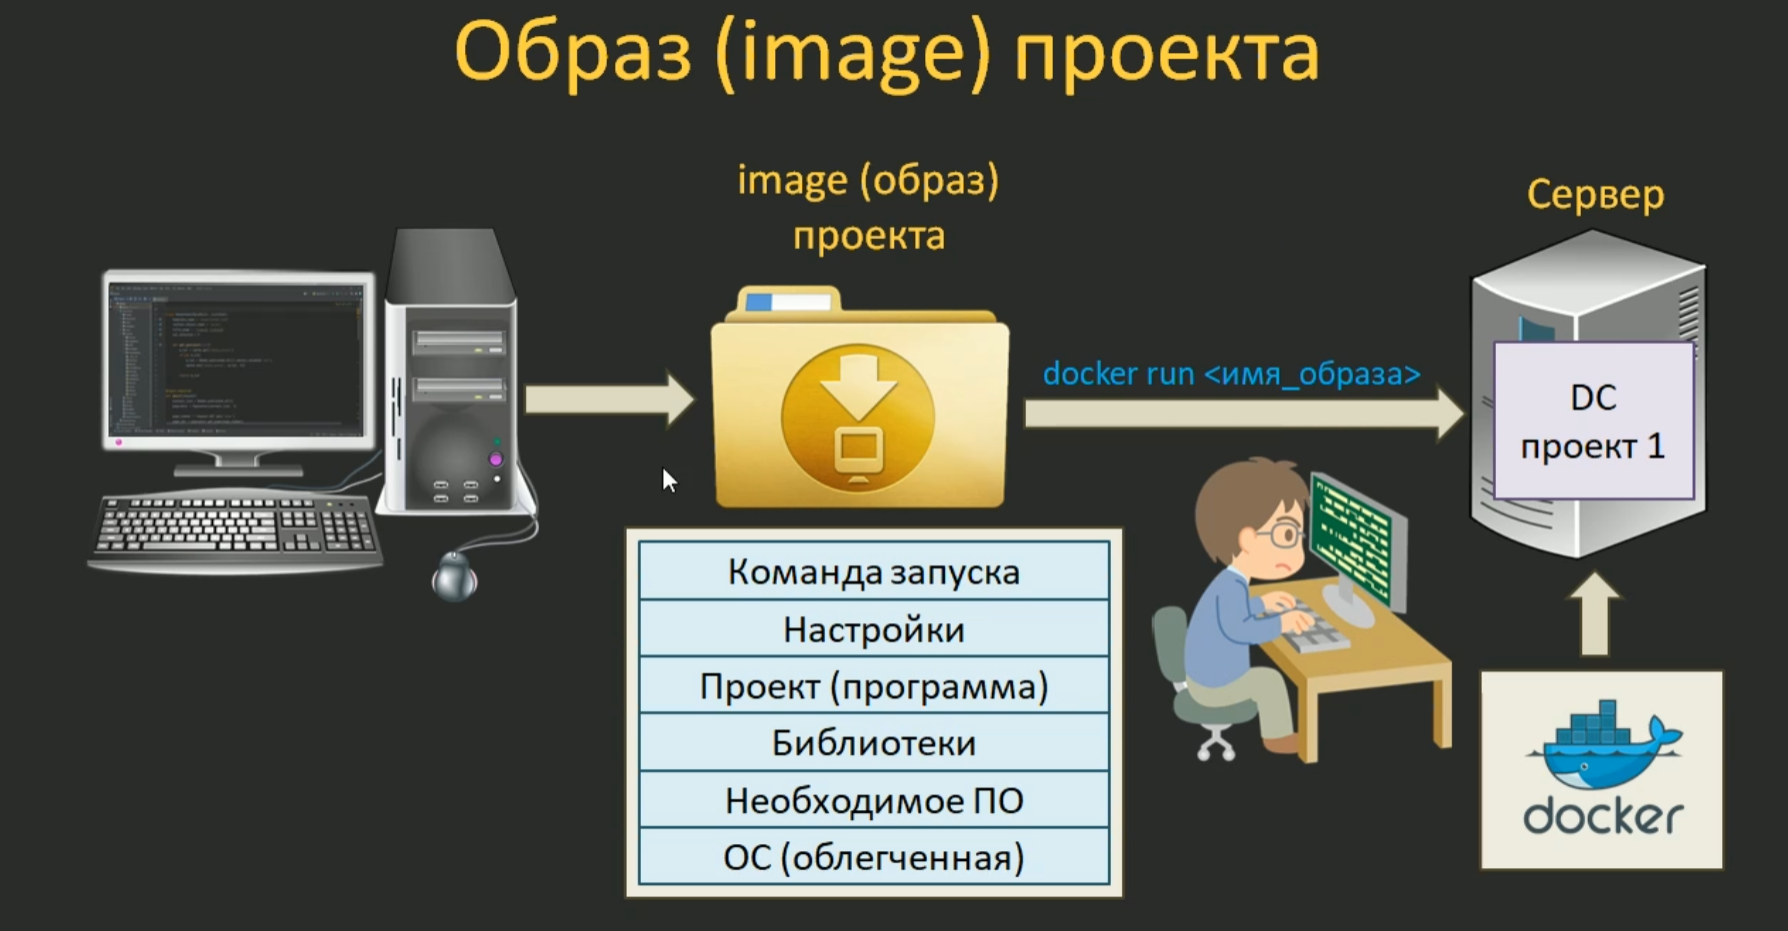 Образ (image) проекта
image (образ)
проекта
Сервер
docker run <имя_образа>
DC
проект 1
Команда запуска
Настройки
Проект (программа)
Библиотеки
Необходимое ПО
ОС (облегченная)
docker